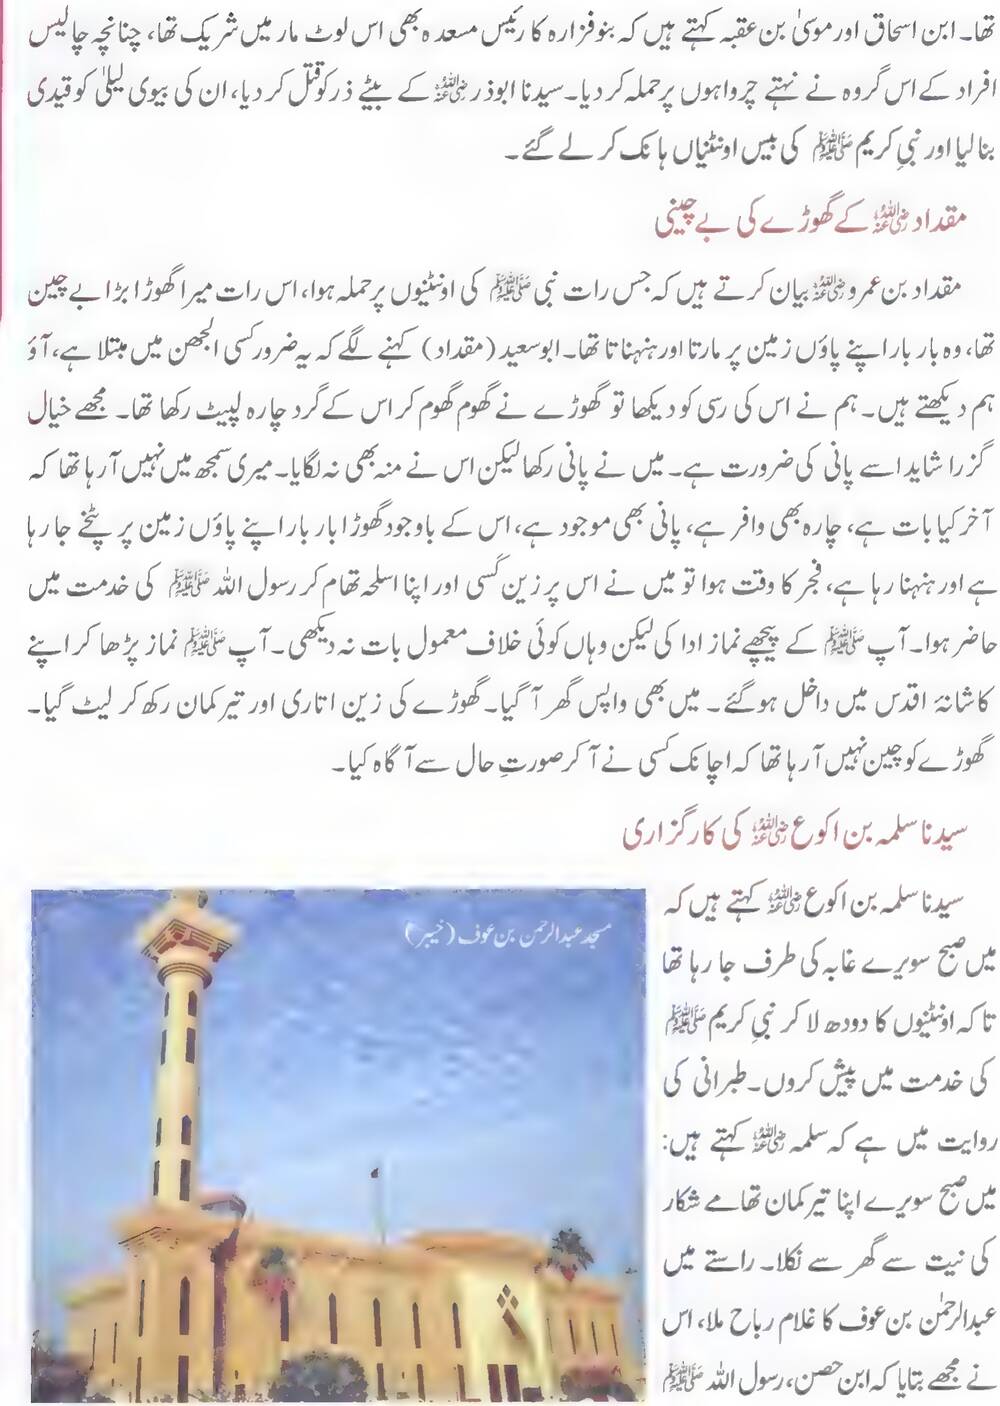 تھا۔ ابن اسحاق اور موسیٰ بن عقبہ کہتے ہیں کہ بنو فزارہ کا رئیس مسعدہ بھی اس لوٹ مار میں شریک تھا، چنانچہ چالیس
افراد کے اس گروہ نے نہتے چرواہوں پر حملہ کر دیا۔ سیدنا ابوذر رضی اللہ عنہ کے بیٹے ذر کو قتل کر دیا، ان کی بیوی لیلیٰ کو قیدی
بنا لیا اور نبیِ کریم ﷺ کی بیس اونٹنیاں ہانک کر لے گئے۔
مقداد رضی اللہ عنہ کے گھوڑے کی بے چینی
مقداد بن عمرو رضی اللہ عنہ بیان کرتے ہیں کہ جس رات نبی ﷺ کی اونٹنیوں پر حملہ ہوا، اس رات میرا گھوڑا بڑا بے چین
تھا، وہ بار بار اپنے پاؤں زمین پر مارتا اور ہنہناتا تھا۔ ابو سعید (مقداد) کہنے لگے کہ یہ ضرور کسی الجھن میں مبتلا ہے، آؤ
ہم دیکھتے ہیں۔ ہم نے اس کی رسی کو دیکھا تو گھوڑے نے گھوم گھوم کر اس کے گرد چارہ لپیٹ رکھا تھا۔ مجھے خیال
گزرا شاید اسے پانی کی ضرورت ہے۔ میں نے پانی رکھا لیکن اس نے منہ بھی نہ لگایا۔ میری سمجھ میں نہیں آ رہا تھا کہ
آخر کیا بات ہے، چارہ بھی وافر ہے، پانی بھی موجود ہے، اس کے باوجود گھوڑا بار بار اپنے پاؤں زمین پر پٹخے جا رہا
ہے اور ہنہنا رہا ہے، فجر کا وقت ہوا تو میں نے اس پر زین کَسی اور اپنا اسلحہ تھام کر رسول اللہ ﷺ کی خدمت میں
حاضر ہوا۔ آپ ﷺ کے پیچھے نماز ادا کی لیکن وہاں کوئی خلاف معمول بات نہ دیکھی۔ آپ ﷺ نماز پڑھا کر اپنے
کاشانۂ اقدس میں داخل ہو گئے۔ میں بھی واپس گھر آ گیا۔ گھوڑے کی زین اتاری اور تیر کمان رکھ کر لیٹ گیا۔
گھوڑے کو چین نہیں آ رہا تھا کہ اچانک کسی نے آ کر صورتِ حال سے آگاہ کیا۔
سیدنا سلمہ بن اکوع رضی اللہ عنہ کی کارگزاری
سیدنا سلمہ بن اکوع رضی اللہ عنہ کہتے ہیں کہ
میں صبح سویرے غابہ کی طرف جا رہا تھا
تاکہ اونٹنیوں کا دودھ لا کر نبیِ کریم ﷺ
کی خدمت میں پیش کروں۔ طبرانی کی
روایت میں ہے کہ سلمہ رضی اللہ عنہ کہتے ہیں:
میں صبح سویرے اپنا تیر کمان تھامے شکار
کی نیت سے گھر سے نکلا۔ راستے میں
عبدالرحمٰن بن عوف کا غلام رباح ملا، اس
نے مجھے بتایا کہ ابن حصن، رسول اللہ ﷺ
مسجد عبدالرحمن بن عوف (خیبر)